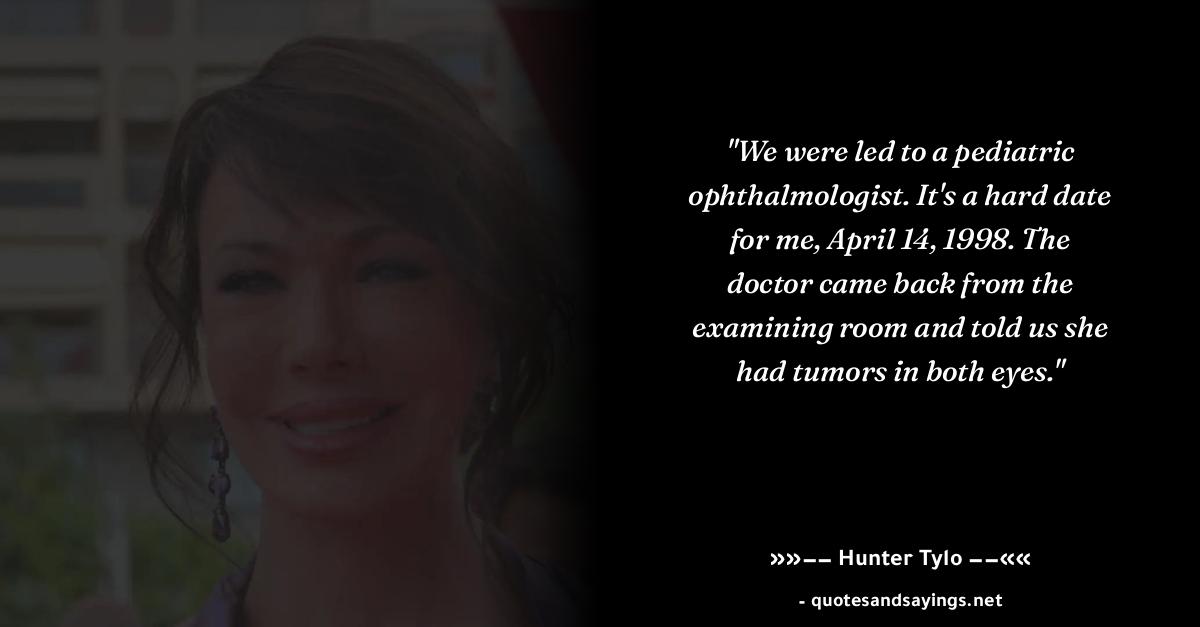 "We were led to a pediatric
ophthalmologist. It's a hard date
for me, April 14, 1998. The
doctor came back from the
examining room and told us she
had tumors in both eyes."
»»−− Hunter Tylo −−««
- quotesandsayings.net